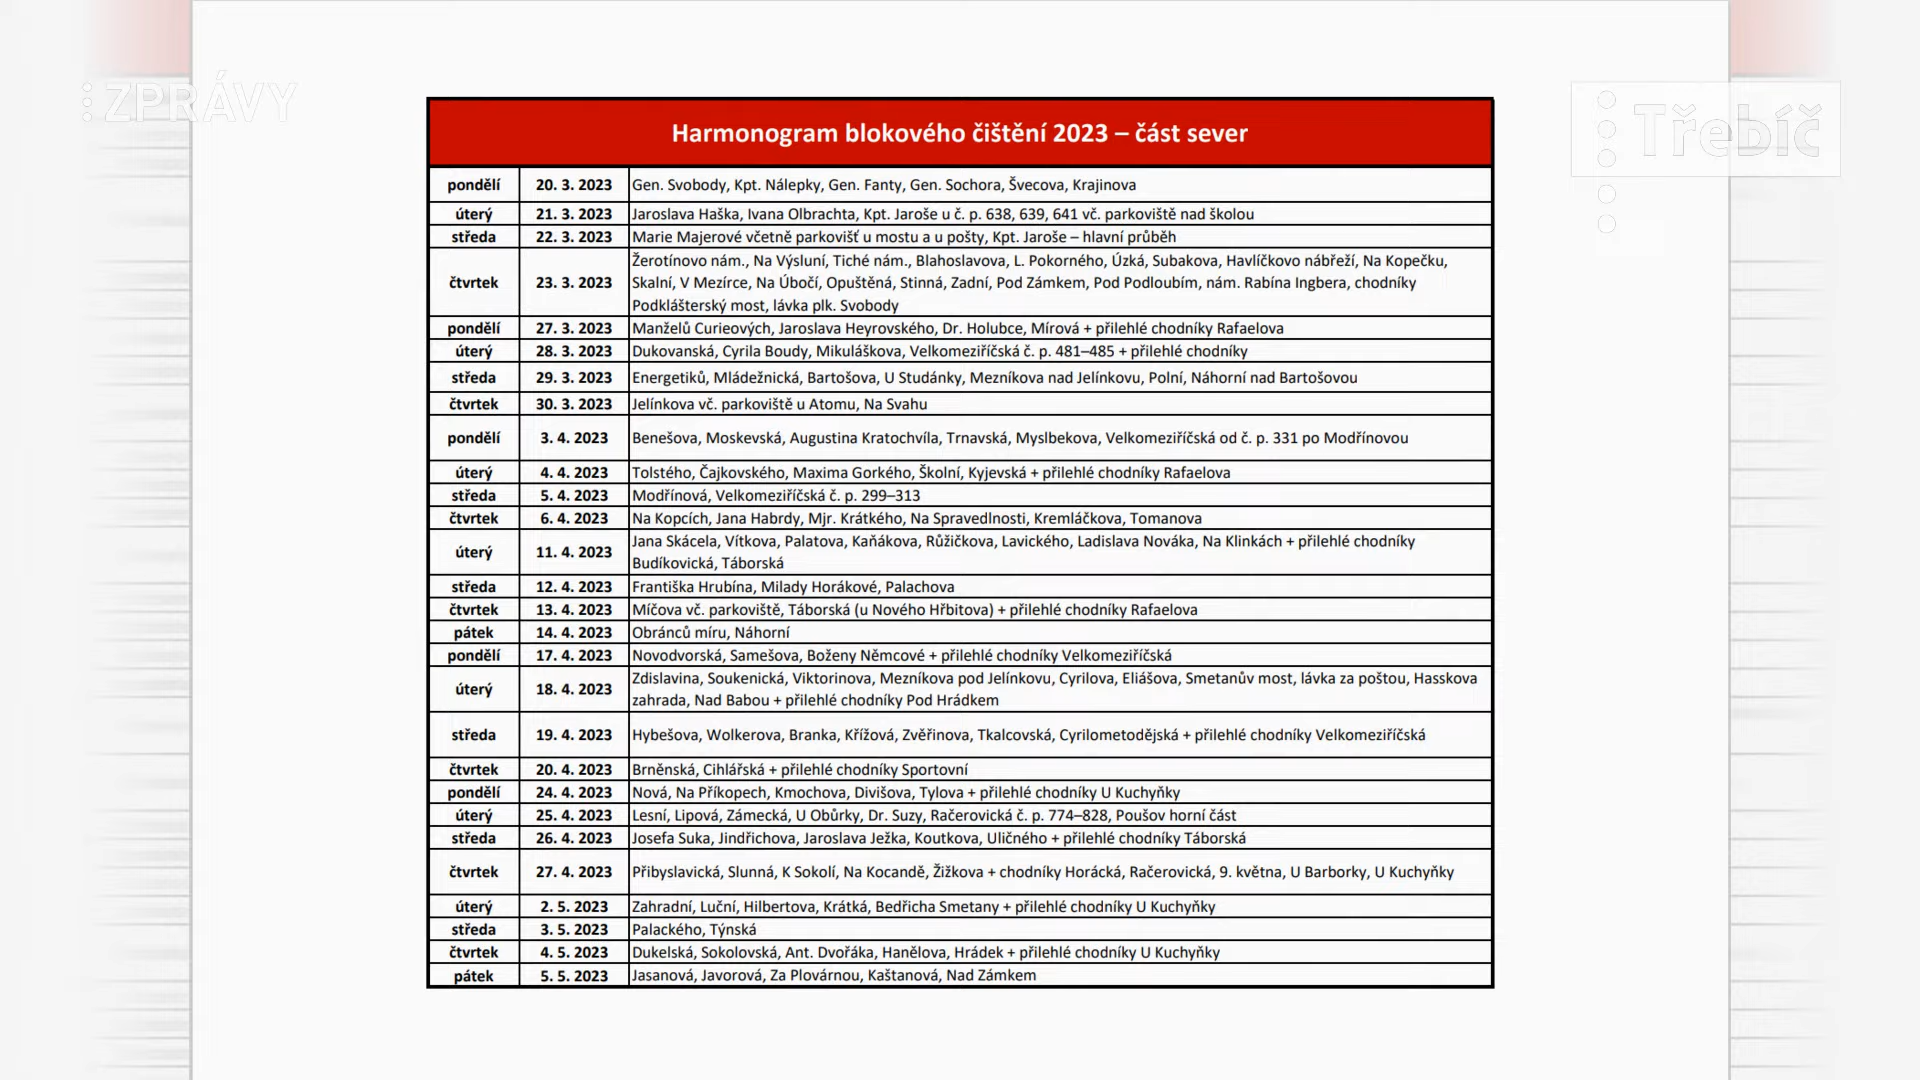 ZPRÁVY
Třebíč
Harmonogram blokového čištění 2023 – část sever
pondělí 20. 3. 2023 Gen. Svobody, Kpt. Nálepky, Gen. Fanty, Gen. Sochora, Švecova, Krajinova
úterý 21. 3. 2023 Jaroslava Haška, Ivana Olbrachta, Kpt. Jaroše u č. p. 638, 639, 641 vč. parkoviště nad školou
středa 22. 3. 2023 Marie Majerové včetně parkovišť u mostu a u pošty, Kpt. Jaroše – hlavní průběh
čtvrtek 23. 3. 2023 Žerotínovo nám., Na Výsluní, Tiché nám., Blahoslavova, L. Pokorného, Úzká, Subakova, Havlíčkovo nábřeží, Na Kopečku,
Skalní, V Mezírce, Na Úbočí, Opuštěná, Stinná, Zadní, Pod Zámkem, Pod Podloubím, nám. Rabína Ingbera, chodníky
Podklášterský most, lávka plk. Svobody
pondělí 27. 3. 2023 Manželů Curieových, Jaroslava Heyrovského, Dr. Holubce, Mírová + přilehlé chodníky Rafaelova
úterý 28. 3. 2023 Dukovanská, Cyrila Boudy, Mikuláškova, Velkomeziříčská č. p. 481–485 + přilehlé chodníky
středa 29. 3. 2023 Energetiků, Mládežnická, Bartošova, U Studánky, Mezníkova nad Jelínkovu, Polní, Náhorní nad Bartošovou
čtvrtek 30. 3. 2023 Jelínkova vč. parkoviště u Atomu, Na Svahu
pondělí 3. 4. 2023 Benešova, Moskevská, Augustina Kratochvíla, Trnavská, Myslbekova, Velkomeziříčská od č. p. 331 po Modřínovou
úterý 4. 4. 2023 Tolstého, Čajkovského, Maxima Gorkého, Školní, Kyjevská + přilehlé chodníky Rafaelova
středa 5. 4. 2023 Modřínová, Velkomeziříčská č. p. 299–313
čtvrtek 6. 4. 2023 Na Kopcích, Jana Habrdy, Mjr. Krátkého, Na Spravedlnosti, Kremláčkova, Tomanova
úterý 11. 4. 2023 Jana Skácela, Vítkova, Palatova, Kaňákova, Růžičkova, Lavického, Ladislava Nováka, Na Klinkách + přilehlé chodníky
Budíkovická, Táborská
středa 12. 4. 2023 Františka Hrubína, Milady Horákové, Palachova
čtvrtek 13. 4. 2023 Míčova vč. parkoviště, Táborská (u Nového Hřbitova) + přilehlé chodníky Rafaelova
pátek 14. 4. 2023 Obránců míru, Náhorní
pondělí 17. 4. 2023 Novodvorská, Samešova, Boženy Němcové + přilehlé chodníky Velkomeziříčská
úterý 18. 4. 2023 Zdislavina, Soukenická, Viktorinova, Mezníkova pod Jelínkovu, Cyrilova, Eliášova, Smetanův most, lávka za poštou, Hasskova
zahrada, Nad Babou + přilehlé chodníky Pod Hrádkem
středa 19. 4. 2023 Hybešova, Wolkerova, Branka, Křížová, Zvěřinova, Tkalcovská, Cyrilometodějská + přilehlé chodníky Velkomeziříčská
čtvrtek 20. 4. 2023 Brněnská, Cihlářská + přilehlé chodníky Sportovní
pondělí 24. 4. 2023 Nová, Na Příkopech, Kmochova, Divišova, Tylova + přilehlé chodníky U Kuchyňky
úterý 25. 4. 2023 Lesní, Lipová, Zámecká, U Obůrky, Dr. Suzy, Račerovická č. p. 774–828, Poušov horní část
středa 26. 4. 2023 Josefa Suka, Jindřichova, Jaroslava Ježka, Koutkova, Uličného + přilehlé chodníky Táborská
čtvrtek 27. 4. 2023 Přibyslavická, Slunná, K Sokolí, Na Kocandě, Žižkova + chodníky Horácká, Račerovická, 9. května, U Barborky, U Kuchyňky
úterý 2. 5. 2023 Zahradní, Luční, Hilbertova, Krátká, Bedřicha Smetany + přilehlé chodníky U Kuchyňky
středa 3. 5. 2023 Palackého, Týnská
čtvrtek 4. 5. 2023 Dukelská, Sokolovská, Ant. Dvořáka, Hanělova, Hrádek + přilehlé chodníky U Kuchyňky
pátek 5. 5. 2023 Jasanová, Javorová, Za Plovárnou, Kaštanová, Nad Zámkem